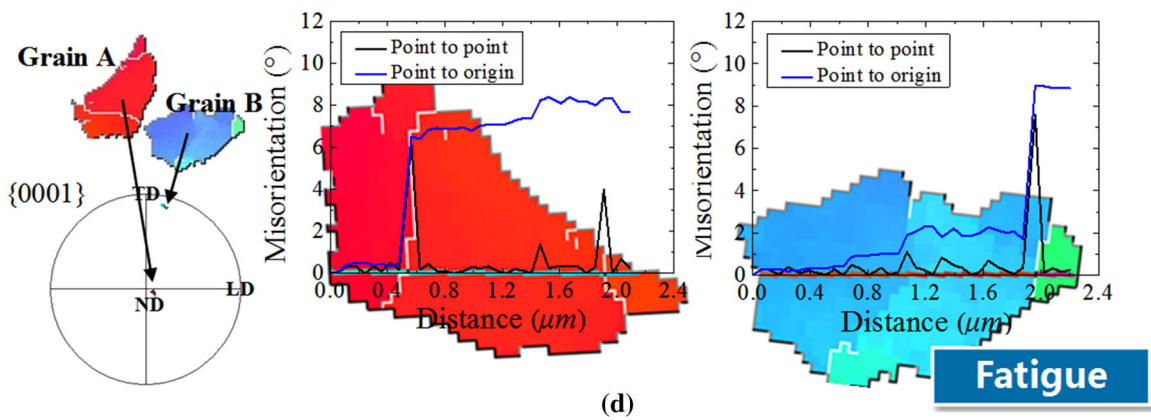 Grain A
Grain B
{0001}
TD
ND
LD
Misorientation (°)
12
10
8
6
4
2
0
Point to point
Point to origin
0.0 0.4 0.8 1.2 1.6 2.0 2.4
Distance (μm)
Misorientation (°)
12
10
8
6
4
2
0
Point to point
Point to origin
0.0 0.4 0.8 1.2 1.6 2.0 2.4
Distance (μm)
Fatigue
(d)